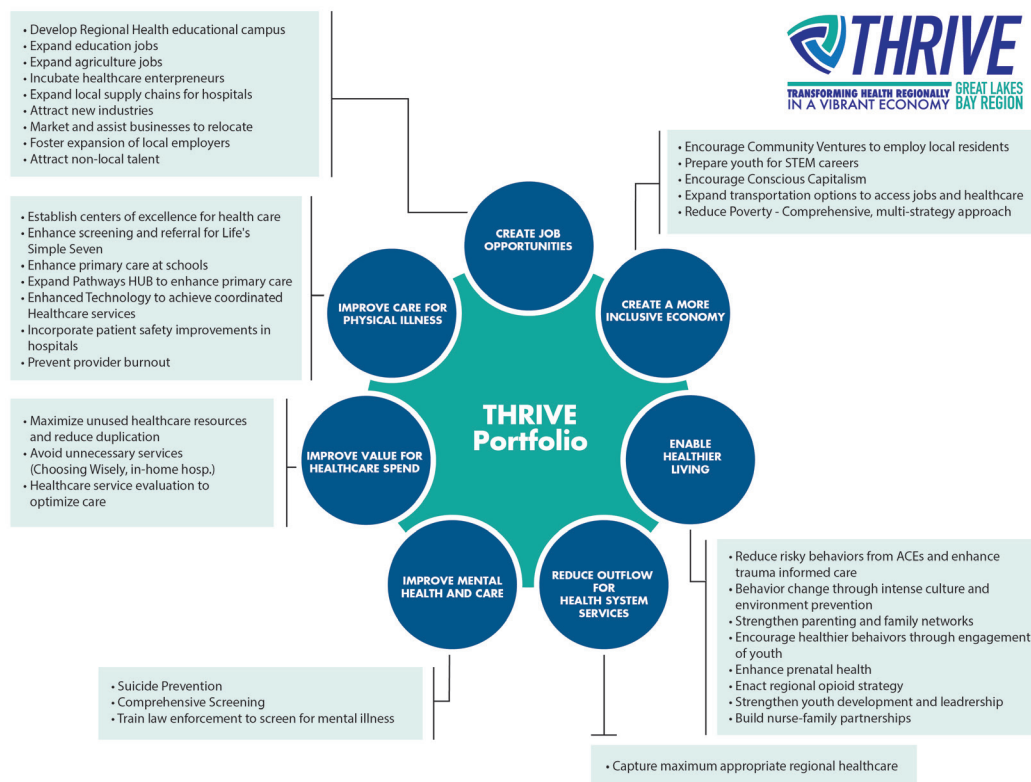 • Develop Regional Health educational campus
• Expand education jobs
• Expand agriculture jobs
• Incubate healthcare enterpreneurs
• Expand local supply chains for hospitals
• Attract new industries
• Market and assist businesses to relocate
• Foster expansion of local employers
• Attract non-local talent
THRIVE
TRANSFORMING HEALTH REGIONALLY
IN A VIBRANT ECONOMY
GREAT LAKES
BAY REGION
• Encourage Community Ventures to employ local residents
• Prepare youth for STEM careers
• Encourage Conscious Capitalism
• Expand transportation options to access jobs and healthcare
• Reduce Poverty - Comprehensive, multi-strategy approach
• Establish centers of excellence for health care
• Enhance screening and referral for Life's
Simple Seven
• Enhance primary care at schools
• Expand Pathways HUB to enhance primary care
• Enhanced Technology to achieve coordinated
Healthcare services
• Incorporate patient safety improvements in
hospitals
• Prevent provider burnout
CREATE JOB
OPPORTUNITIES
IMPROVE CARE FOR
PHYSICAL ILLNESS
CREATE A MORE
INCLUSIVE ECONOMY
THRIVE
Portfolio
• Maximize unused healthcare resources
and reduce duplication
• Avoid unnecessary services
(Choosing Wisely, in-home hosp.)
• Healthcare service evaluation to
optimize care
IMPROVE VALUE FOR
HEALTHCARE SPEND
ENABLE
HEALTHIER
LIVING
IMPROVE MENTAL
HEALTH AND CARE
REDUCE OUTFLOW
FOR
HEALTH SYSTEM
SERVICES
• Reduce risky behaviors from ACEs and enhance
trauma informed care
• Behavior change through intense culture and
environment prevention
• Strengthen parenting and family networks
• Encourage healthier behaivors through engagement
of youth
• Enhance prenatal health
• Enact regional opioid strategy
• Strengthen youth development and leadrership
• Build nurse-family partnerships
• Suicide Prevention
• Comprehensive Screening
• Train law enforcement to screen for mental illness
• Capture maximum appropriate regional healthcare